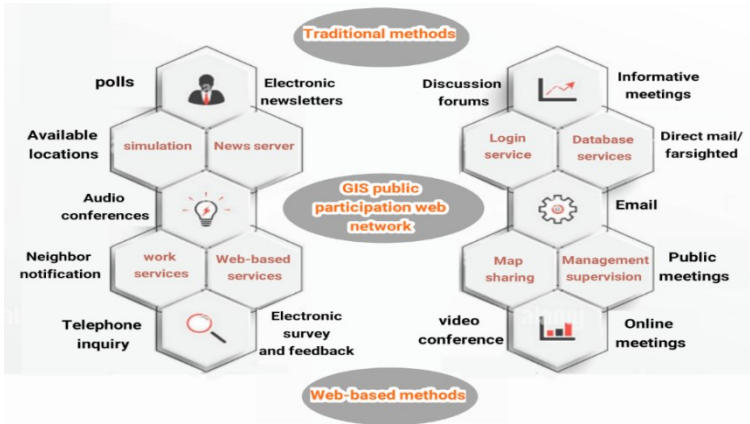 Traditional methods
polls
Electronic
newsletters
Available
locations
simulation
News server
Audio
conferences
Neighbor
notification
work
services
Web-based
services
Telephone
inquiry
Electronic
survey
and feedback
GIS public
participation web
network
Discussion
forums
Informative
meetings
Login
service
Database
services
Direct mail/
farsighted
Email
Map
sharing
Management
supervision
Public
meetings
video
conference
Online
meetings
Web-based methods